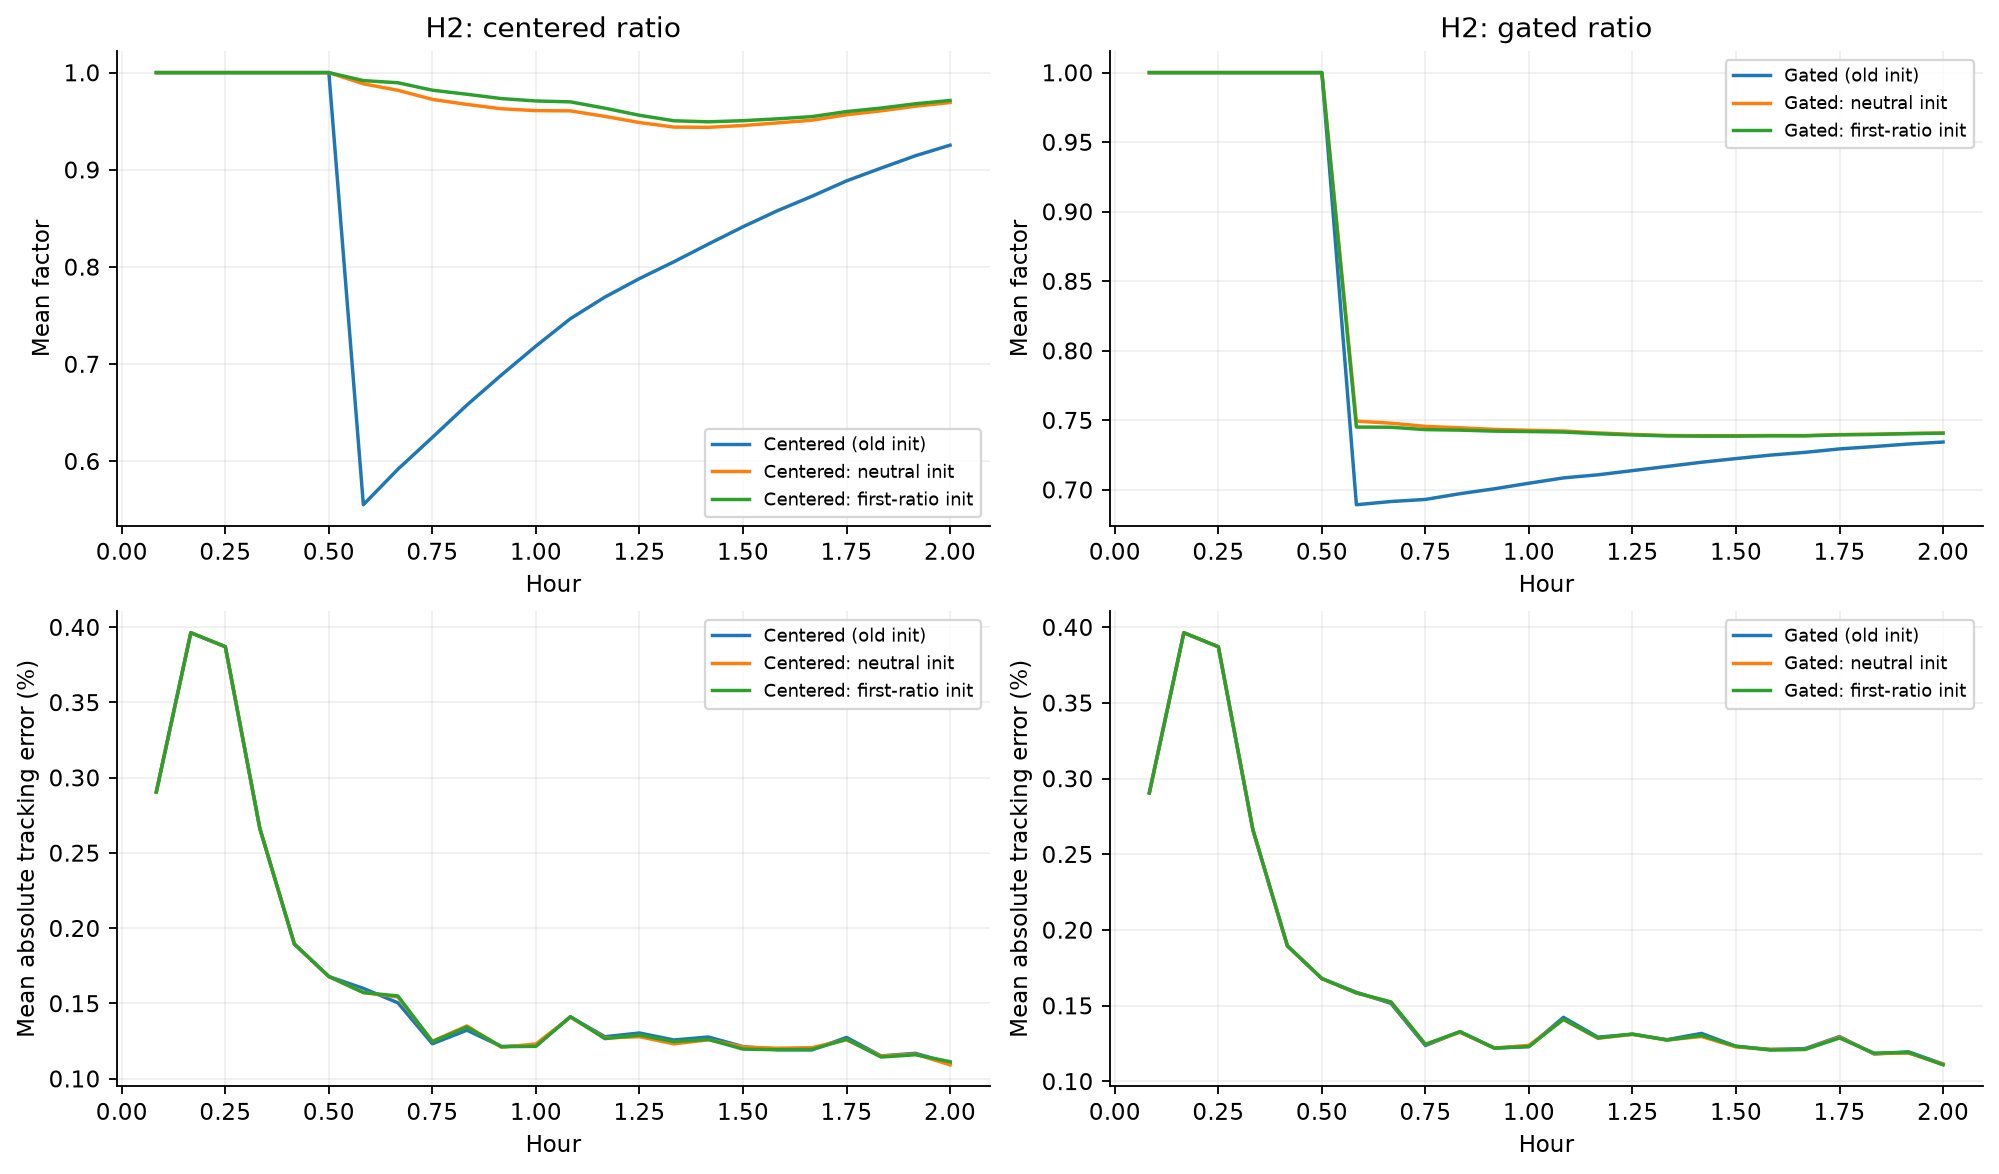 H2: centered ratio
Mean factor
1.0
0.9
0.8
0.7
0.6
Centered (old init)
Centered: neutral init
Centered: first-ratio init
0.00 0.25 0.50 0.75 1.00 1.25 1.50 1.75 2.00
Hour
H2: gated ratio
Mean factor
1.00
0.95
0.90
0.85
0.80
0.75
0.70
Gated (old init)
Gated: neutral init
Gated: first-ratio init
0.00 0.25 0.50 0.75 1.00 1.25 1.50 1.75 2.00
Hour
Mean absolute tracking error (%)
0.40
0.35
0.30
0.25
0.20
0.15
0.10
Centered (old init)
Centered: neutral init
Centered: first-ratio init
0.00 0.25 0.50 0.75 1.00 1.25 1.50 1.75 2.00
Hour
Mean absolute tracking error (%)
0.40
0.35
0.30
0.25
0.20
0.15
0.10
Gated (old init)
Gated: neutral init
Gated: first-ratio init
0.00 0.25 0.50 0.75 1.00 1.25 1.50 1.75 2.00
Hour